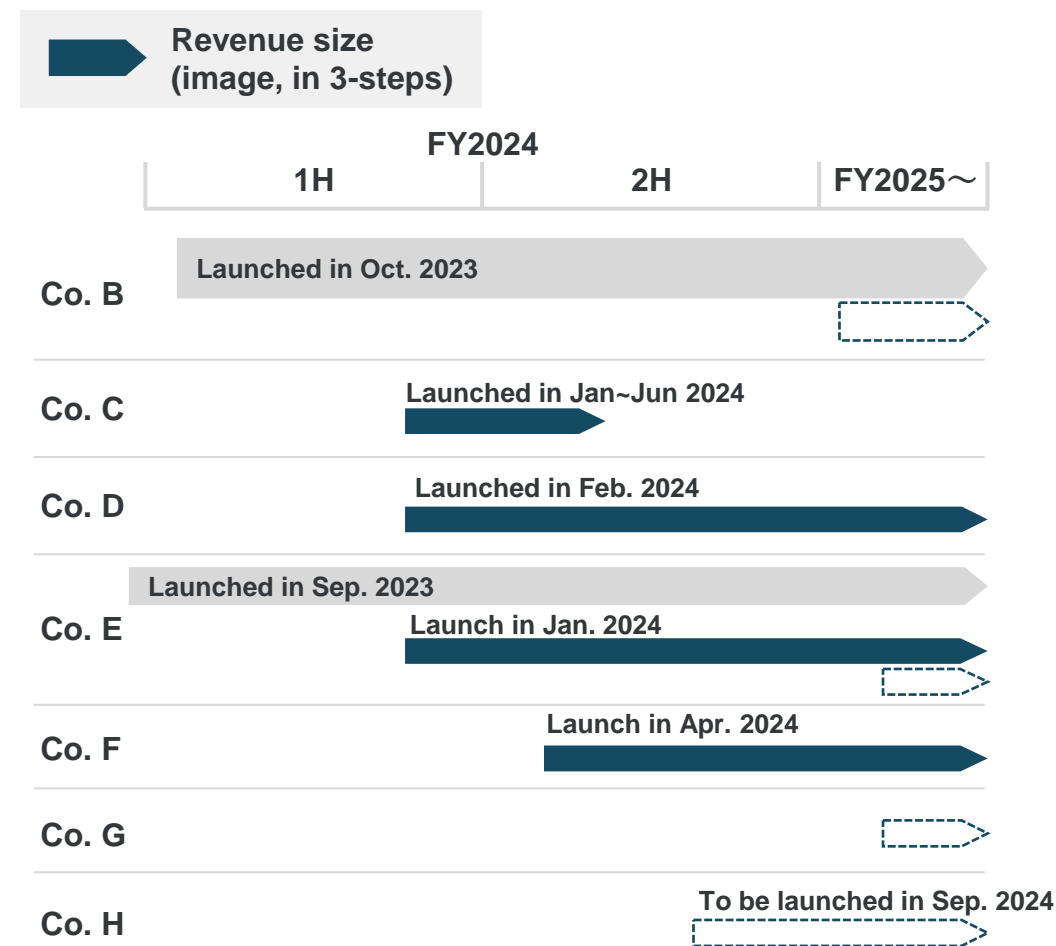 Revenue size
(image, in 3-steps)
FY2024
1H
2H
FY2025～
Co. B
Launched in Oct. 2023
Co. C
Launched in Jan~Jun 2024
Co. D
Launched in Feb. 2024
Launched in Sep. 2023
Co. E
Launch in Jan. 2024
Co. F
Launch in Apr. 2024
Co. G
Co. H
To be launched in Sep. 2024